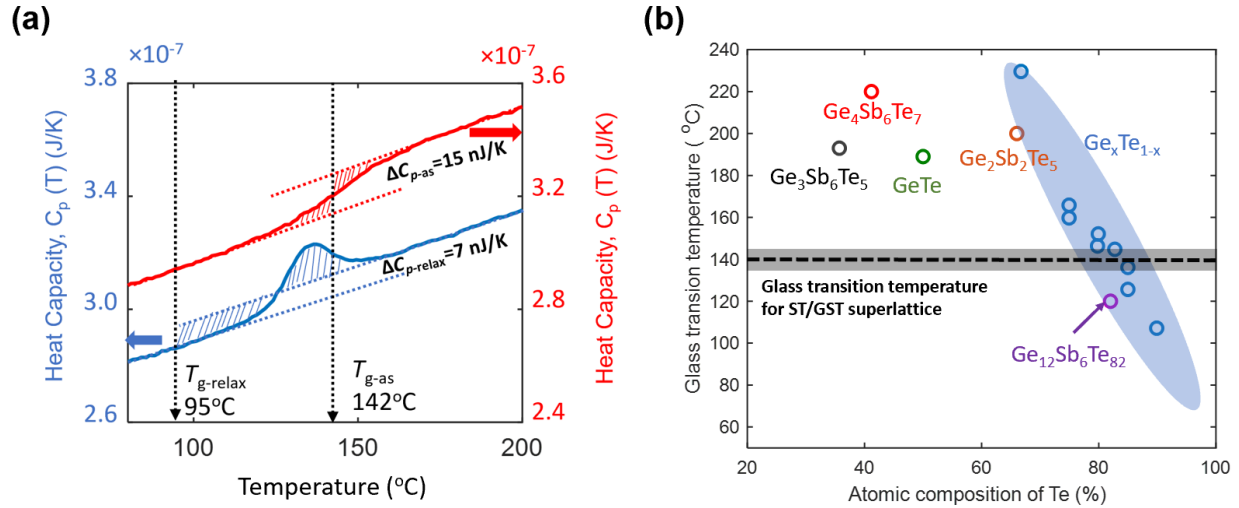 (a)
×10⁻⁷
×10⁻⁷
3.8
3.4
3.0
2.6
Heat Capacity, Cₚ (T) (J/K)
3.6
3.2
2.8
2.4
Heat Capacity, Cₚ (T) (J/K)
ΔCₚ₋ₐₛ=15 nJ/K
ΔCₚ₋ᵣₑₗₐₓ=7 nJ/K
T g-relax
95°C
T g-as
142°C
100
150
200
Temperature (°C)
(b)
240
220
200
180
160
140
120
100
80
60
Glass transition temperature (°C)
Ge₄Sb₆Te₇
Ge₃Sb₆Te₅
GeTe
Ge₂Sb₂Te₅
GeₓTe₁₋ₓ
Glass transition temperature
for ST/GST superlattice
Ge₁₂Sb₆Te₈₂
20
40
60
80
100
Atomic composition of Te (%)